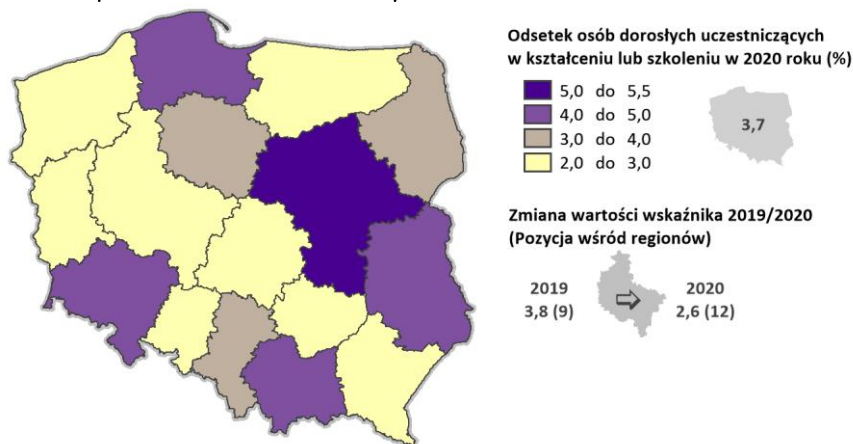 Odsetek osób dorosłych uczestniczących
w kształceniu lub szkoleniu w 2020 roku (%)
5,0 do 5,5
4,0 do 5,0
3,0 do 4,0
2,0 do 3,0
3,7
Zmiana wartości wskaźnika 2019/2020
(Pozycja wśród regionów)
2019
3,8 (9)
2020
2,6 (12)